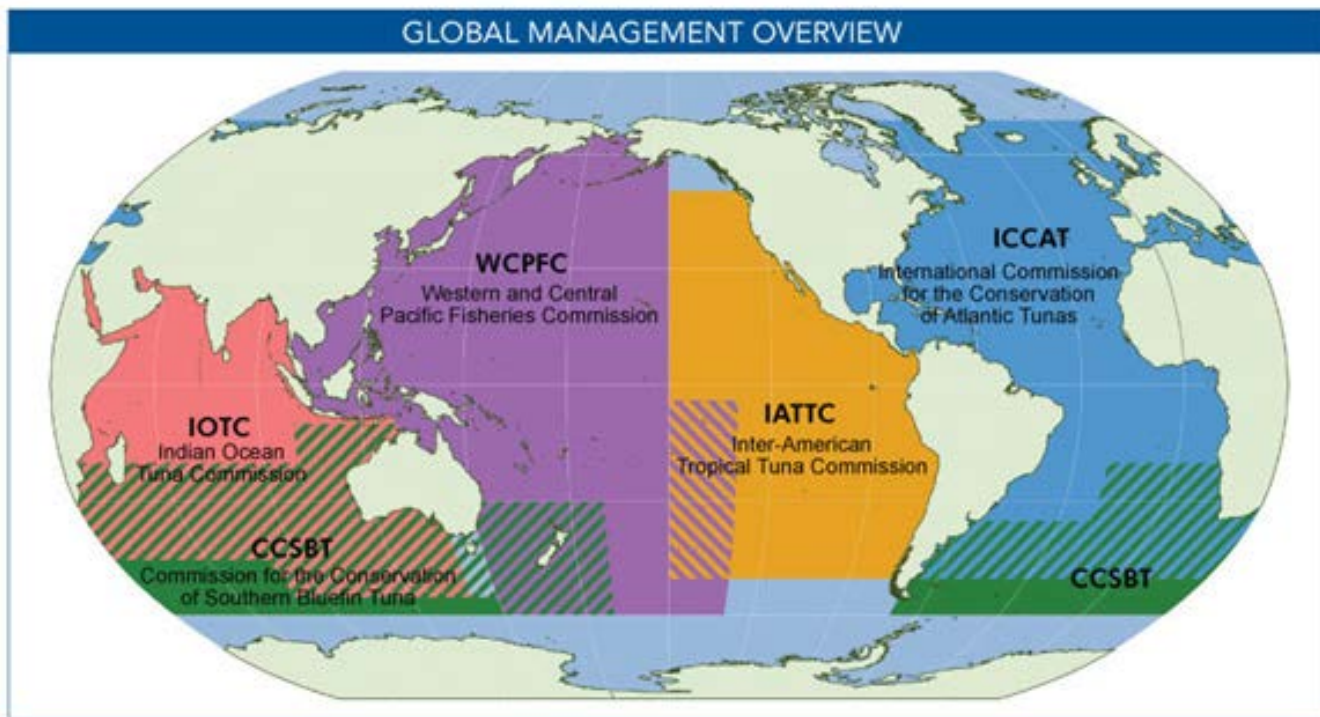 GLOBAL MANAGEMENT OVERVIEW
WCPFC
Western and Central
Pacific Fisheries Commission
ICCAT
International Commission
for the Conservation
of Atlantic Tunas
IOTC
Indian Ocean
Tuna Commission
IATTC
Inter-American
Tropical Tuna Commission
CCSBT
Commission for the Conservation
of Southern Bluefin Tuna
CCSBT